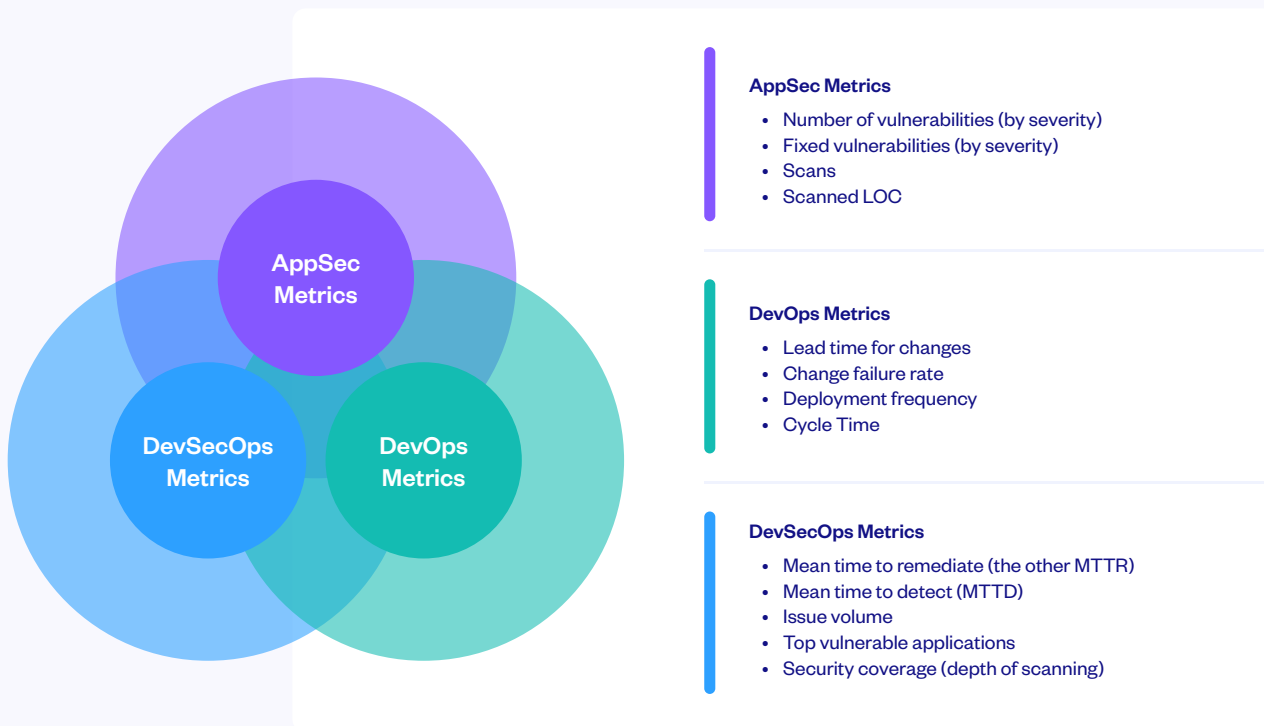 AppSec
Metrics
DevSecOps
Metrics
DevOps
Metrics
AppSec Metrics
• Number of vulnerabilities (by severity)
• Fixed vulnerabilities (by severity)
• Scans
• Scanned LOC
DevOps Metrics
• Lead time for changes
• Change failure rate
• Deployment frequency
• Cycle Time
DevSecOps Metrics
• Mean time to remediate (the other MTTR)
• Mean time to detect (MTTD)
• Issue volume
• Top vulnerable applications
• Security coverage (depth of scanning)